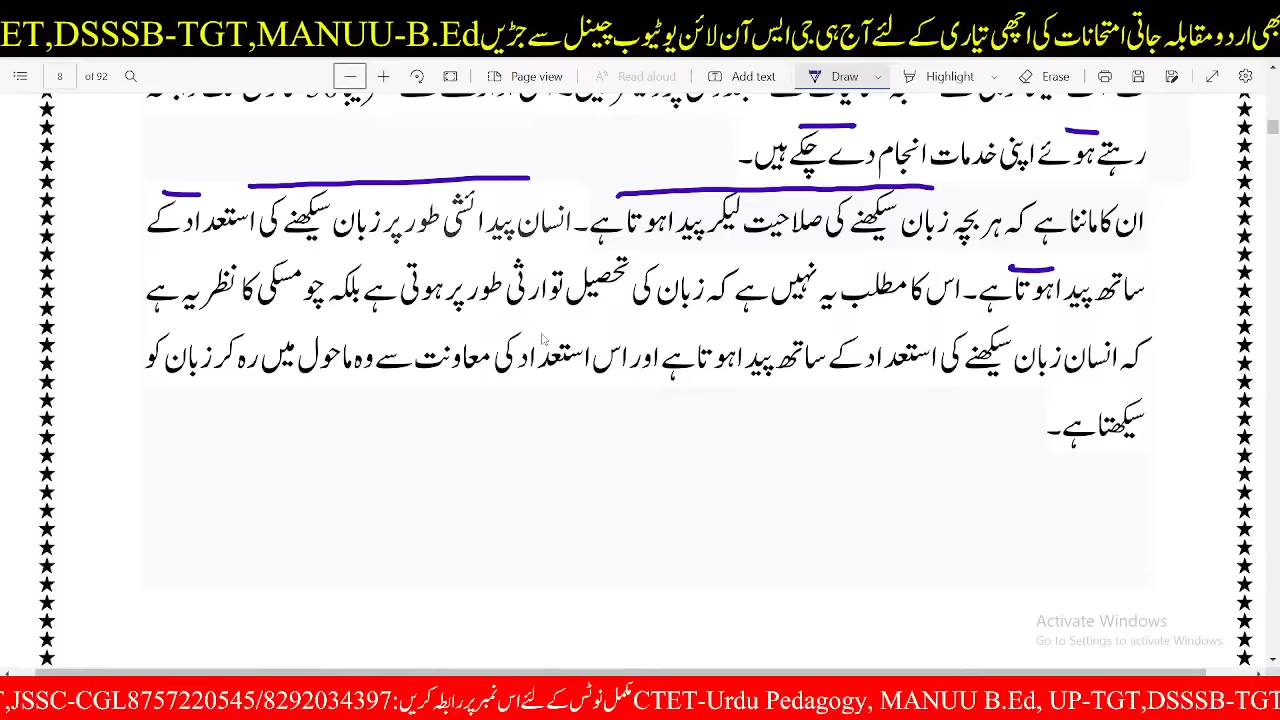 بھی اردو مقابلہ جاتی امتحانات کی اچھی تیاری کے لئے آج ہی جی ایس آن لائن یوٹیوب چینل سے جڑیں ET,DSSSB-TGT,MANUU-B.Ed
8 of 92 Page view Read aloud Add text Draw Highlight Erase
رہتے ہوئے اپنی خدمات انجام دے چکے ہیں۔
ان کا ماننا ہے کہ ہر بچہ زبان سیکھنے کی صلاحیت لیکر پیدا ہوتا ہے۔ انسان پیدائشی طور پر زبان سیکھنے کی استعداد کے
ساتھ پیدا ہوتا ہے۔ اس کا مطلب یہ نہیں ہے کہ زبان کی تحصیل توارثی طور پر ہوتی ہے بلکہ چومسکی کا نظریہ ہے
کہ انسان زبان سیکھنے کی استعداد کے ساتھ پیدا ہوتا ہے اور اس استعداد کی معاونت سے وہ ماحول میں رہ کر زبان کو
سیکھتا ہے۔
Activate Windows
Go to Settings to activate Windows.
T,JSSC-CGL مکمل نوٹس کے لئے اس نمبر پر رابطہ کریں:8757220545/8292034397 CTET-Urdu Pedagogy, MANUU B.Ed, UP-TGT,DSSSB-TGT